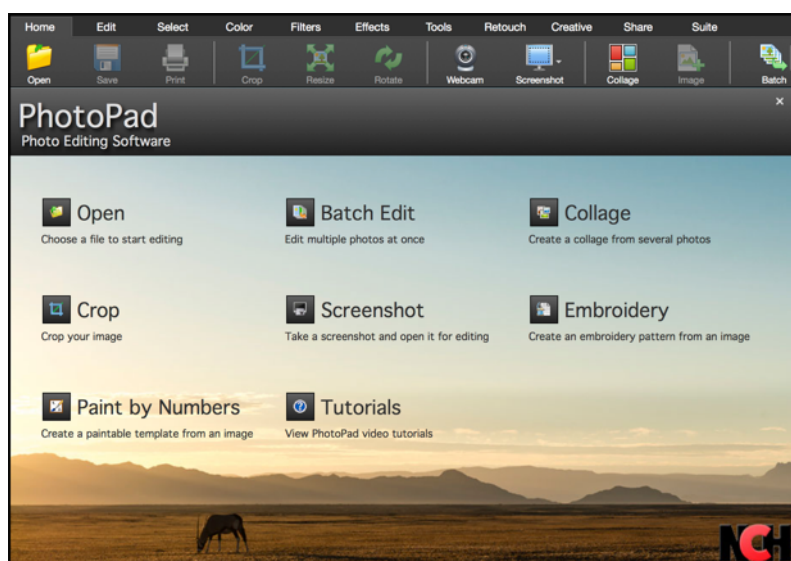 Home Edit Select Color Filters Effects Tools Retouch Creative Share Suite
Open Save Print Crop Resize Rotate Webcam Screenshot Collage Image Batch
PhotoPad
Photo Editing Software
Open
Choose a file to start editing
Batch Edit
Edit multiple photos at once
Collage
Create a collage from several photos
Crop
Crop your image
Screenshot
Take a screenshot and open it for editing
Embroidery
Create an embroidery pattern from an image
Paint by Numbers
Create a paintable template from an image
Tutorials
View PhotoPad video tutorials
NCH